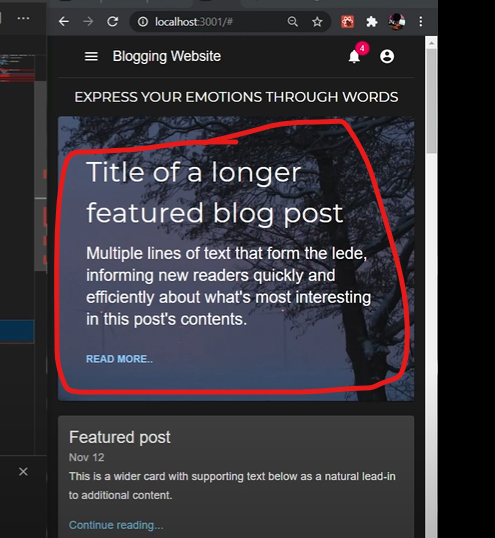 localhost:3001/#
Blogging Website
4
EXPRESS YOUR EMOTIONS THROUGH WORDS
Title of a longer
featured blog post
Multiple lines of text that form the lede,
informing new readers quickly and
efficiently about what's most interesting
in this post's contents.
READ MORE..
Featured post
Nov 12
This is a wider card with supporting text below as a natural lead-in
to additional content.
Continue reading...